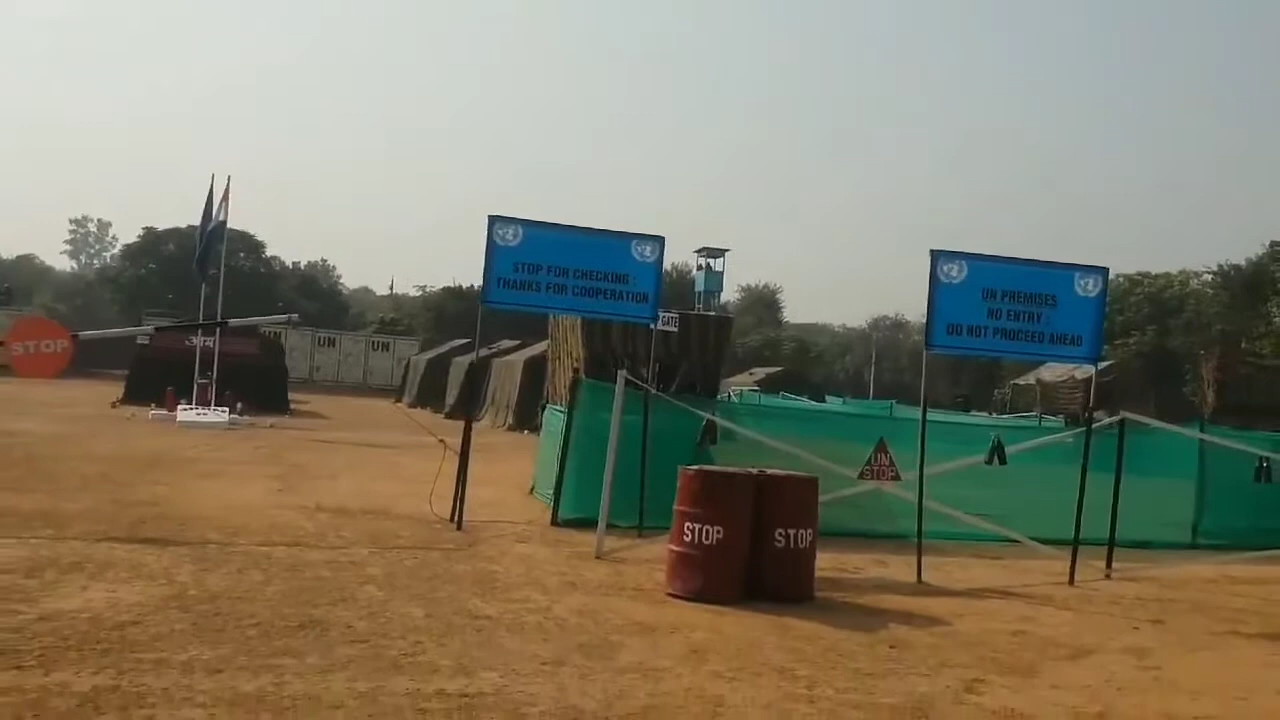 STOP
आम
UN
UN
UN
STOP FOR CHECKING :
THANKS FOR COOPERATION
GATE
UN PREMISES
NO ENTRY :
DO NOT PROCEED AHEAD
UN
STOP
STOP
STOP